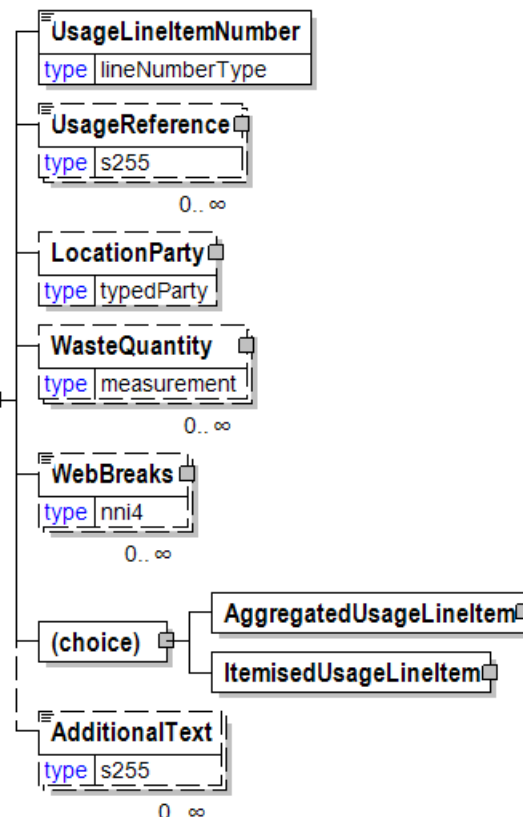 UsageLineItemNumber
type lineNumberType
UsageReference
type s255
0.. ∞
LocationParty
type typedParty
WasteQuantity
type measurement
0.. ∞
WebBreaks
type nni4
0.. ∞
(choice)
AggregatedUsageLineItem
ItemisedUsageLineItem
AdditionalText
type s255
0.. ∞